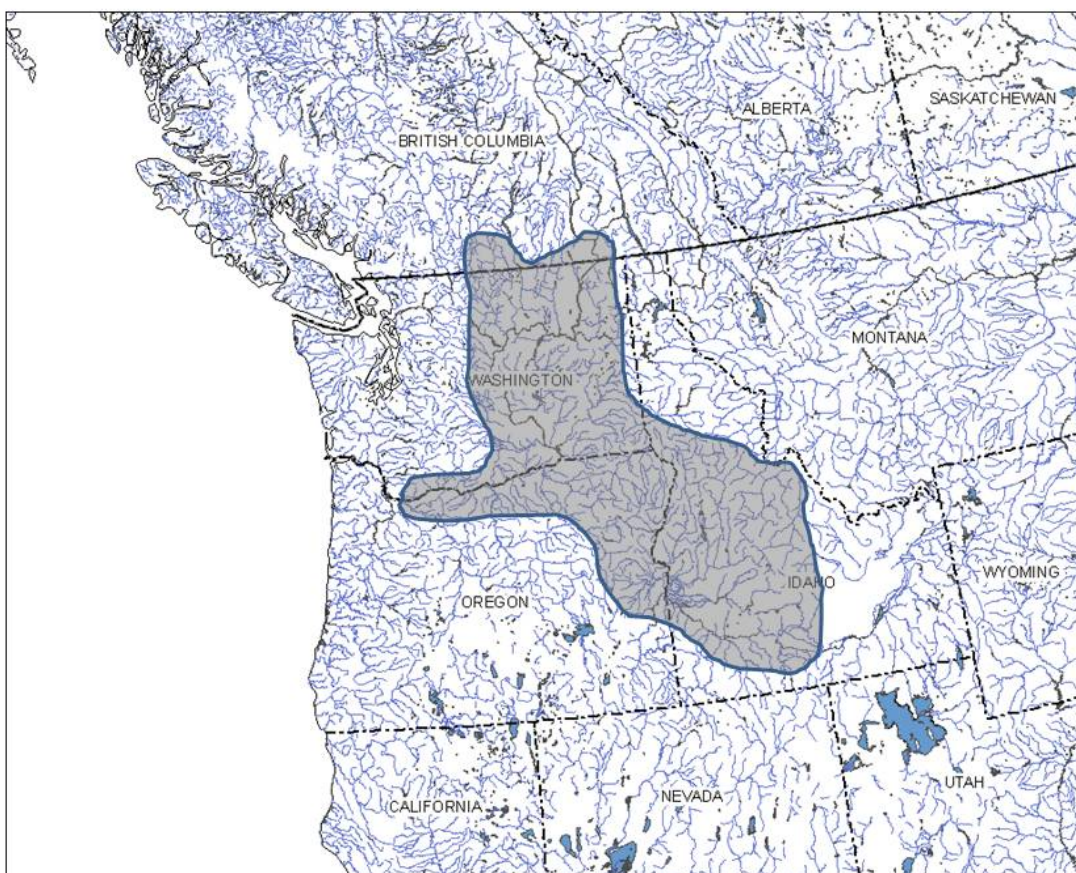 ALBERTA
SASKATCHEWAN
BRITISH COLUMBIA
MONTANA
WASHINGTON
WYOMING
IDAHO
OREGON
UTAH
NEVADA
CALIFORNIA